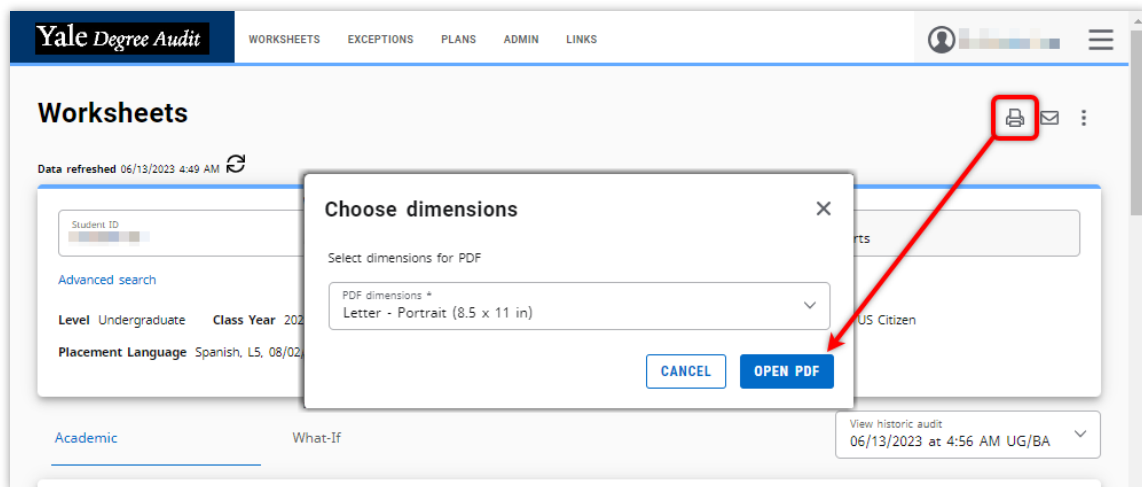 Yale Degree Audit WORKSHEETS EXCEPTIONS PLANS ADMIN LINKS
Worksheets
Data refreshed 06/13/2023 4:49 AM
Choose dimensions
Student ID
rts
Select dimensions for PDF
Advanced search
PDF dimensions *
Letter - Portrait (8.5 x 11 in)
Level Undergraduate Class Year 202 US Citizen
Placement Language Spanish, L5, 08/02/
CANCEL OPEN PDF
Academic What-If
View historic audit
06/13/2023 at 4:56 AM UG/BA